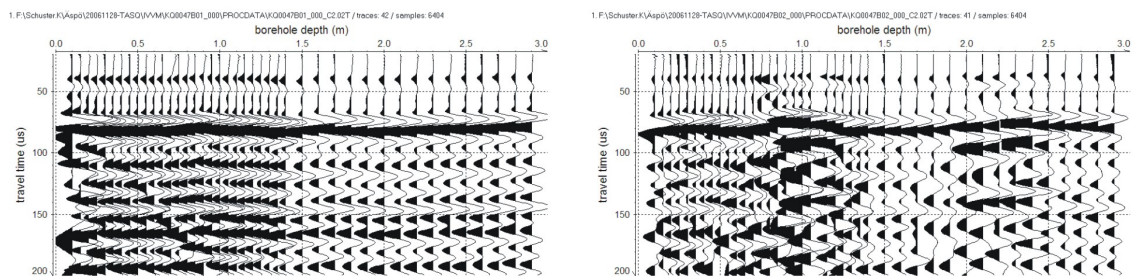 1. F:\Schuster.K\Äspö\20061128-TASQ\IVVM\KQ0047B01_000\PROCDATA\KQ0047B01_000_C2.02T / traces: 42 / samples: 6404
borehole depth (m)
0.0 0.5 1.0 1.5 2.0 2.5 3.0
travel time (us)
50
100
150
200
1. F:\Schuster.K\Äspö\20061128-TASQ\IVVM\KQ0047B02_000\PROCDATA\KQ0047B02_000_C2.02T / traces: 41 / samples: 6404
borehole depth (m)
0.0 0.5 1.0 1.5 2.0 2.5 3.0
travel time (us)
50
100
150
200